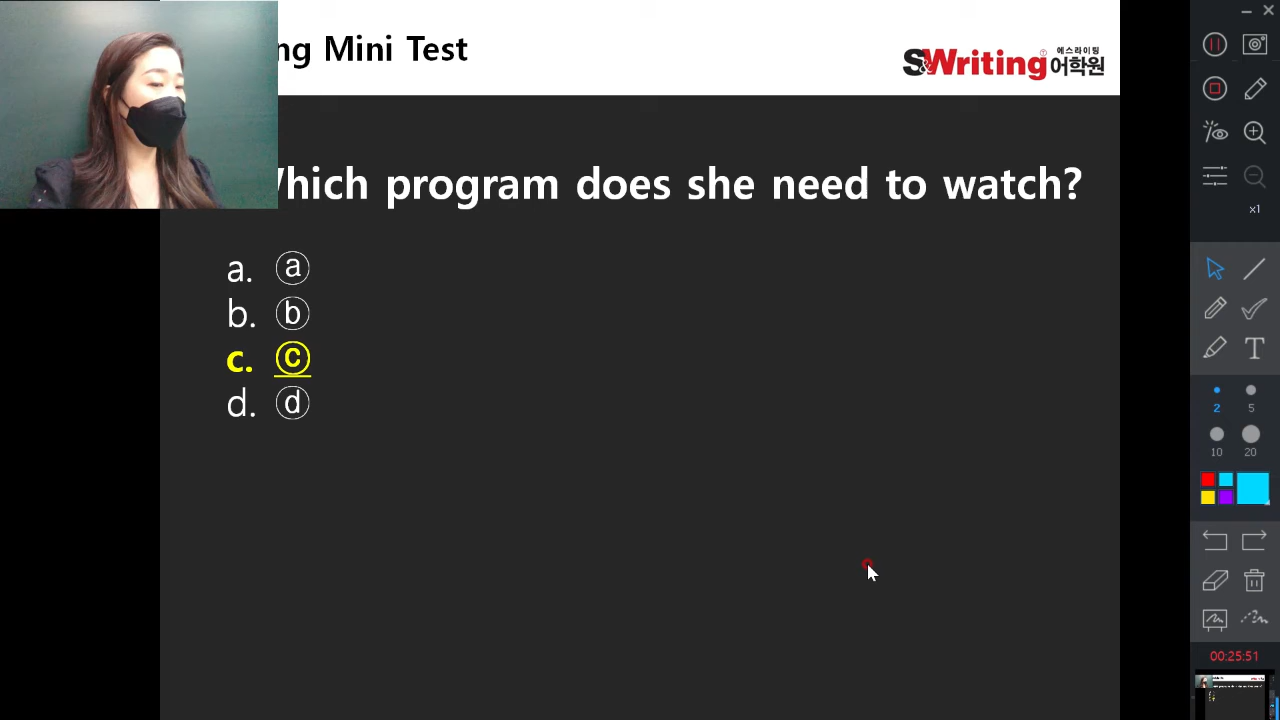 ng Mini Test
S&Writing 에스라이팅 어학원
Which program does she need to watch?
a. ⓐ
b. ⓑ
c. ⓒ
d. ⓓ
x1
T
2 5
10 20
00:25:51